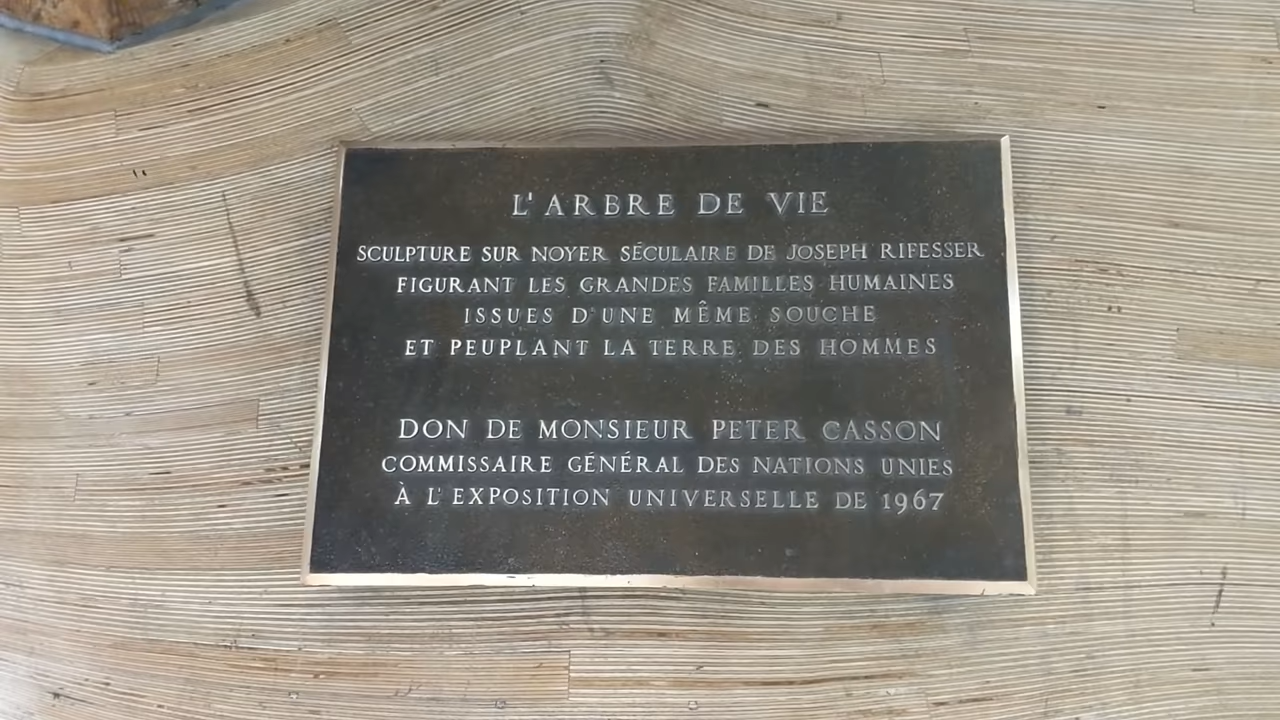 L'ARBRE DE VIE
SCULPTURE SUR NOYER SÉCULAIRE DE JOSEPH RIFESSER
FIGURANT LES GRANDES FAMILLES HUMAINES
ISSUES D'UNE MÊME SOUCHE
ET PEUPLANT LA TERRE DES HOMMES
DON DE MONSIEUR PETER CASSON
COMMISSAIRE GÉNÉRAL DES NATIONS UNIES
À L'EXPOSITION UNIVERSELLE DE 1967